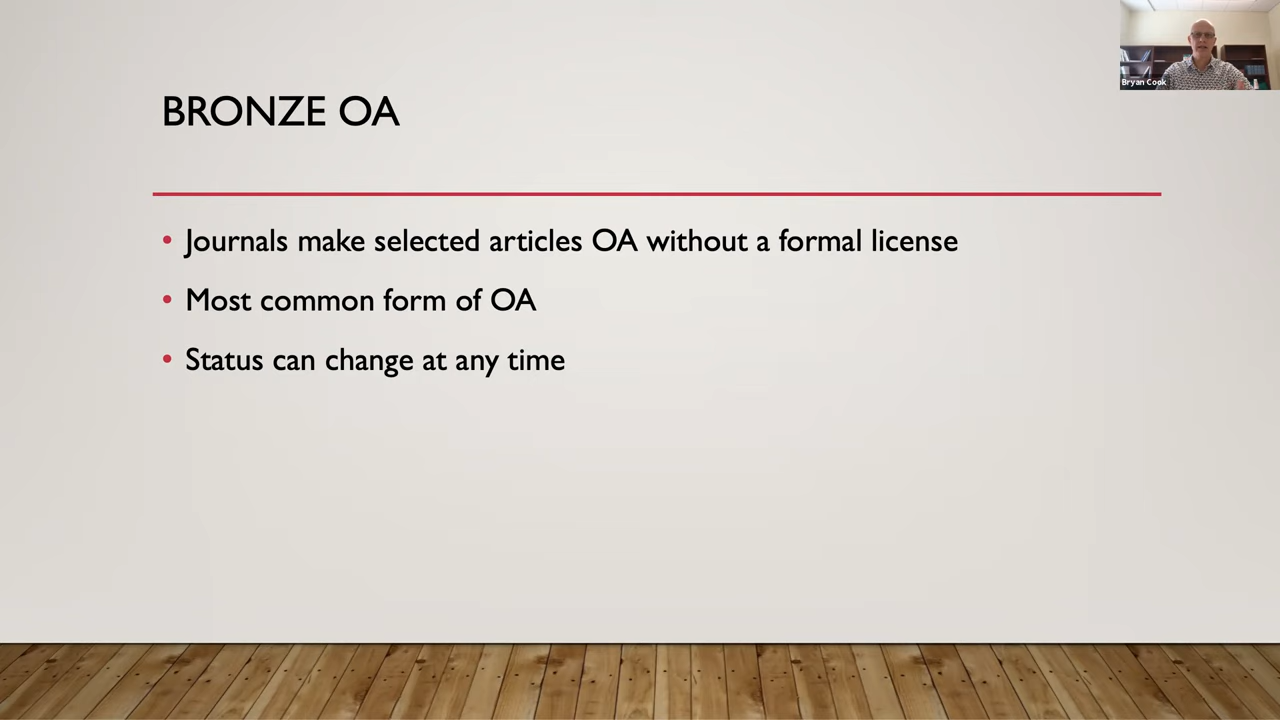 Bryan Cook
BRONZE OA
• Journals make selected articles OA without a formal license
• Most common form of OA
• Status can change at any time